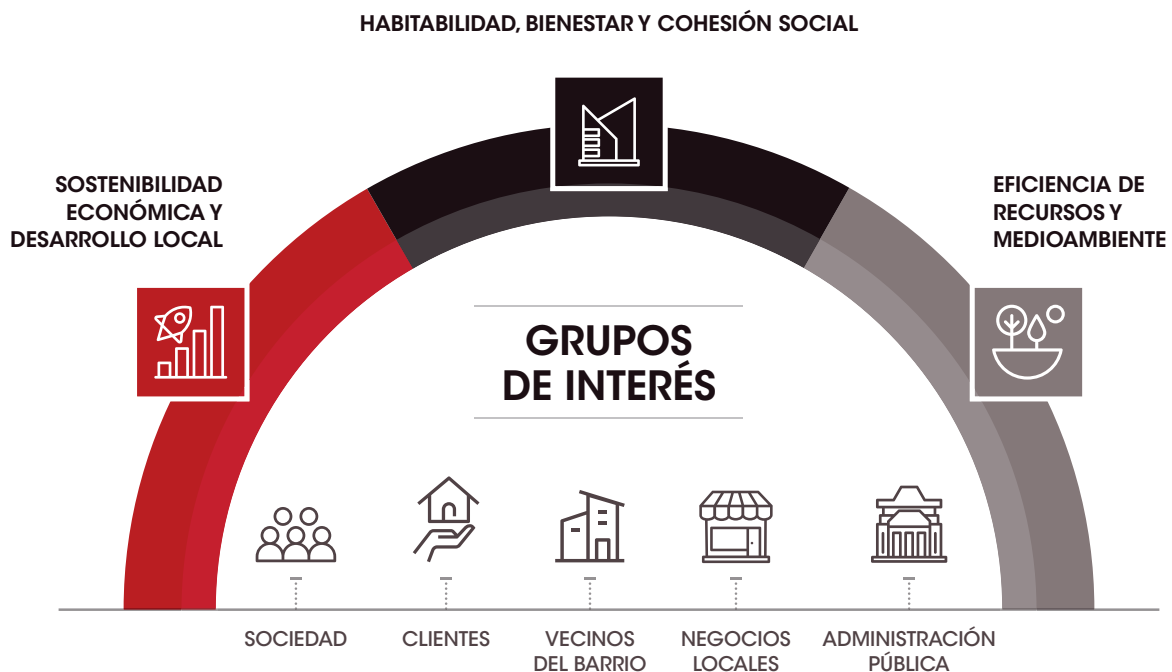 HABITABILIDAD, BIENESTAR Y COHESIÓN SOCIAL
SOSTENIBILIDAD
ECONÓMICA Y
DESARROLLO LOCAL
EFICIENCIA DE
RECURSOS Y
MEDIOAMBIENTE
GRUPOS
DE INTERÉS
SOCIEDAD
CLIENTES
VECINOS
DEL BARRIO
NEGOCIOS
LOCALES
ADMINISTRACIÓN
PÚBLICA